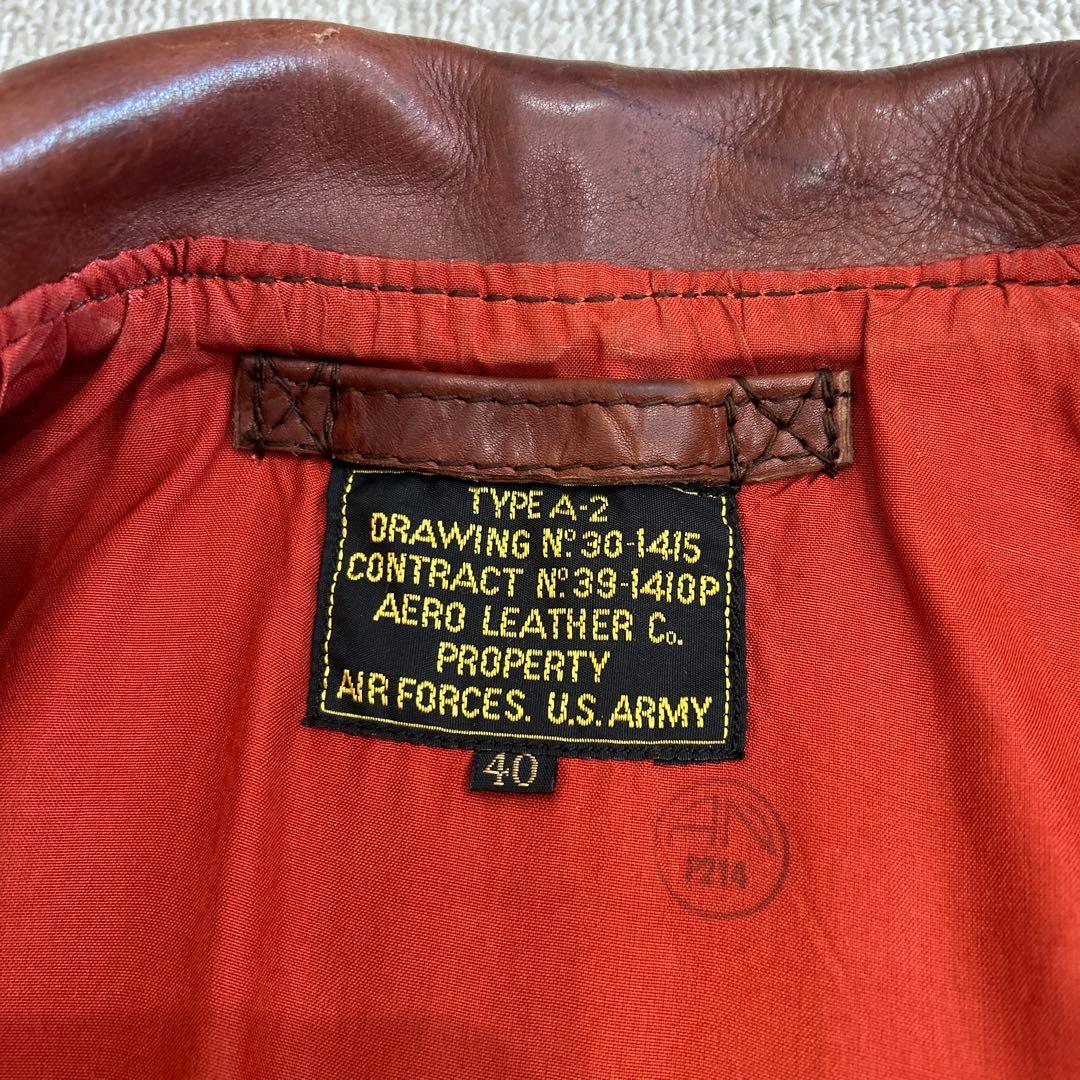 TYPE A-2
DRAWING Nº 30-1415
CONTRACT Nº 39-1410P
AERO LEATHER Co.
PROPERTY
AIR FORCES. U.S. ARMY
40
AN
P214